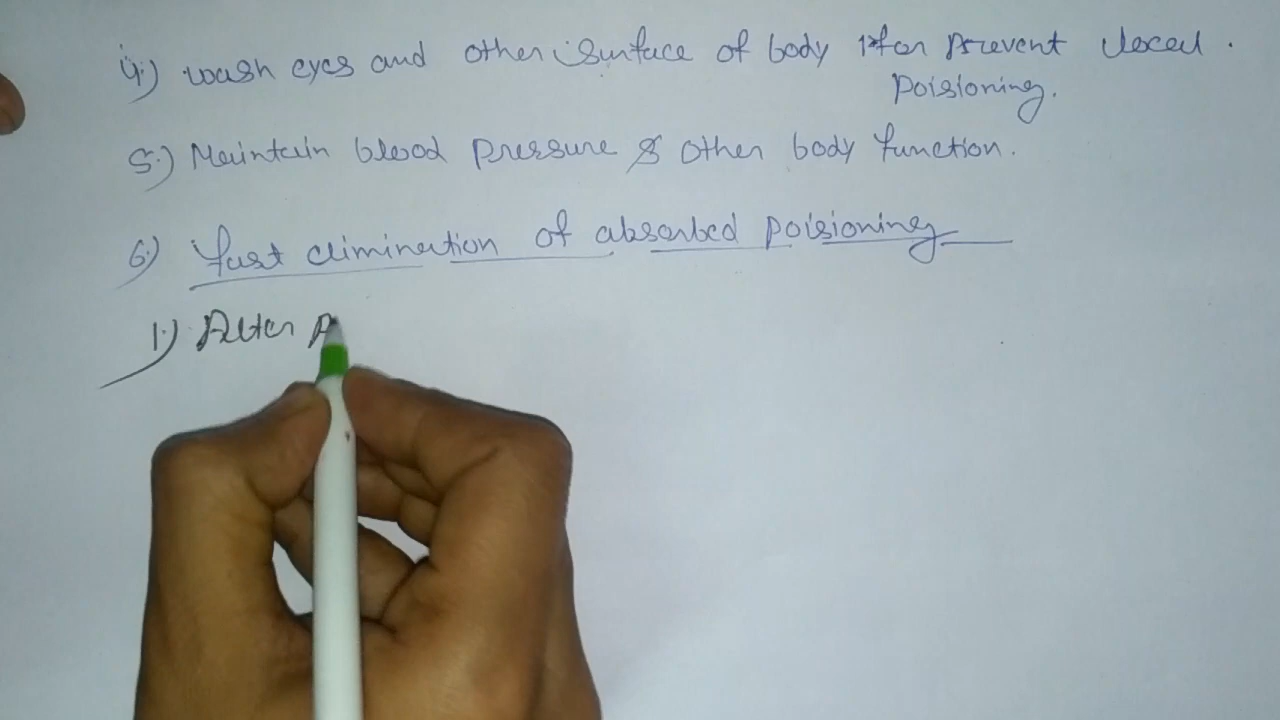 4.) wash eyes and other surface of body for prevent local
poisioning.
5.) Maintain blood pressure & other body function.
6.) fast elimination of absorbed poisioning
1.) Alter p